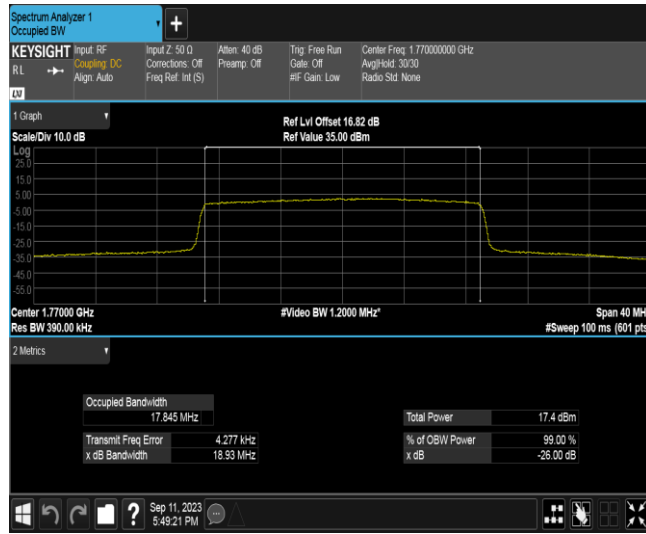 Spectrum Analyzer 1
Occupied BW
+
KEYSIGHT Input: RF Input Z: 50 Ω Atten: 40 dB Trig: Free Run Center Freq: 1.770000000 GHz
RL Coupling: DC Corrections: Off Preamp: Off Gate: Off Avg|Hold: 30/30
Align: Auto Freq Ref: Int (S) #IF Gain: Low Radio Std: None
LXI
1 Graph
Ref Lvl Offset 16.82 dB
Scale/Div 10.0 dB Ref Value 35.00 dBm
Log
25.0
15.0
5.00
-5.00
-15.0
-25.0
-35.0
-45.0
-55.0
Center 1.77000 GHz #Video BW 1.2000 MHz* Span 40 MH
Res BW 390.00 kHz #Sweep 100 ms (601 pts
2 Metrics
Occupied Bandwidth
17.845 MHz Total Power 17.4 dBm
Transmit Freq Error 4.277 kHz % of OBW Power 99.00 %
x dB Bandwidth 18.93 MHz x dB -26.00 dB
? Sep 11, 2023
5:49:21 PM